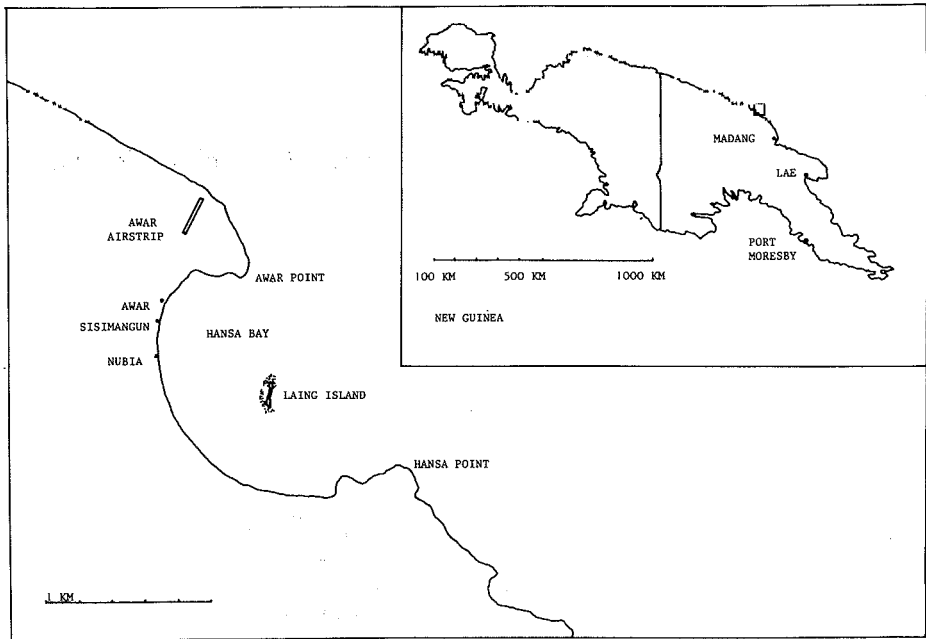 AWAR
AIRSTRIP
AWAR POINT
AWAR
SISIMANGUN
HANSA BAY
NUBIA
LAING ISLAND
HANSA POINT
1 KM
MADANG
LAE
PORT
MORESBY
100 KM 500 KM 1000 KM
NEW GUINEA